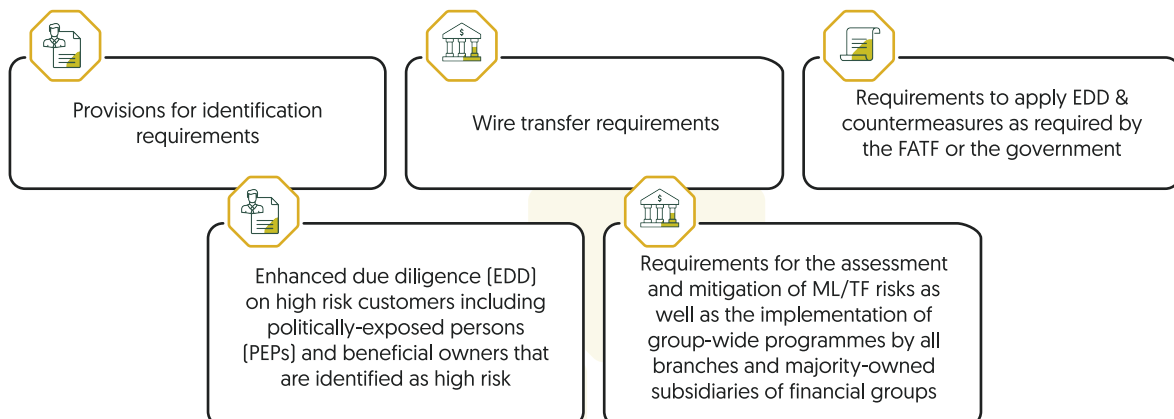 Provisions for identification
requirements
Wire transfer requirements
Requirements to apply EDD &
countermeasures as required by
the FATF or the government
Enhanced due diligence (EDD)
on high risk customers including
politically-exposed persons
(PEPs) and beneficial owners that
are identified as high risk
Requirements for the assessment
and mitigation of ML/TF risks as
well as the implementation of
group-wide programmes by all
branches and majority-owned
subsidiaries of financial groups